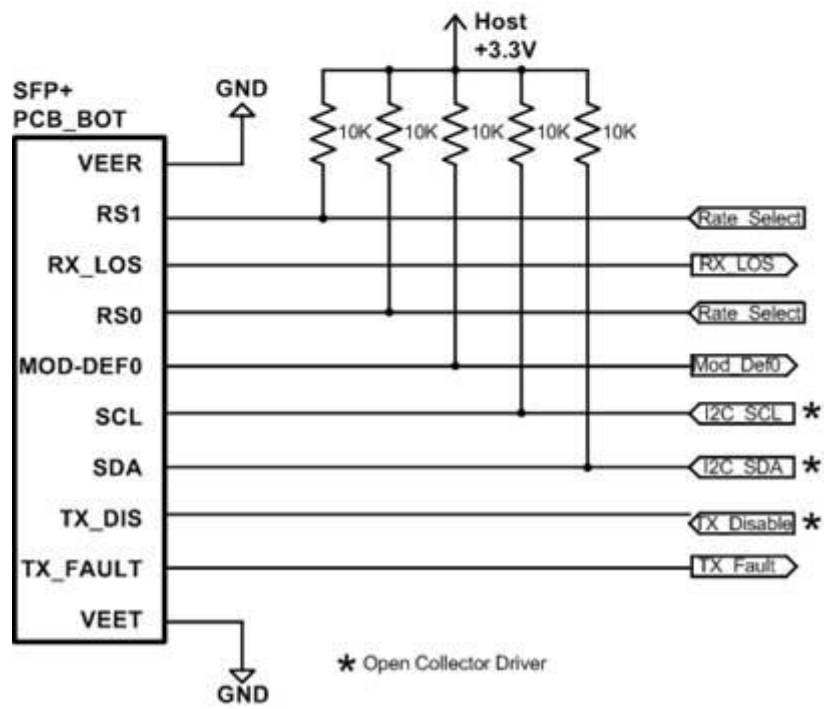 Host
+3.3V
SFP+
PCB_BOT
GND
10K 10K 10K 10K 10K
VEER
RS1 Rate_Select
RX_LOS RX_LOS
RS0 Rate_Select
MOD-DEF0 Mod_Def0
SCL I2C_SCL *
SDA I2C_SDA *
TX_DIS TX_Disable *
TX_FAULT TX_Fault
VEET
* Open Collector Driver
GND